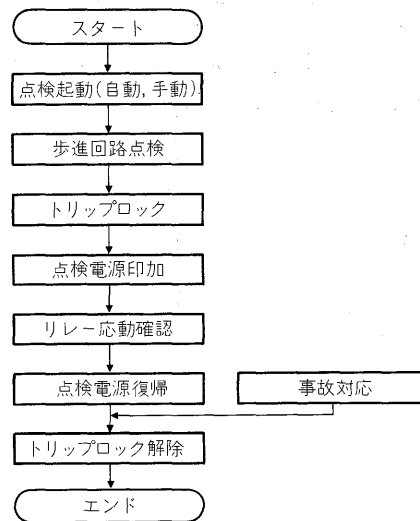 スタート
点検起動(自動,手動)
歩進回路点検
トリップロック
点検電源印加
リレー応動確認
点検電源復帰
事故対応
トリップロック解除
エンド